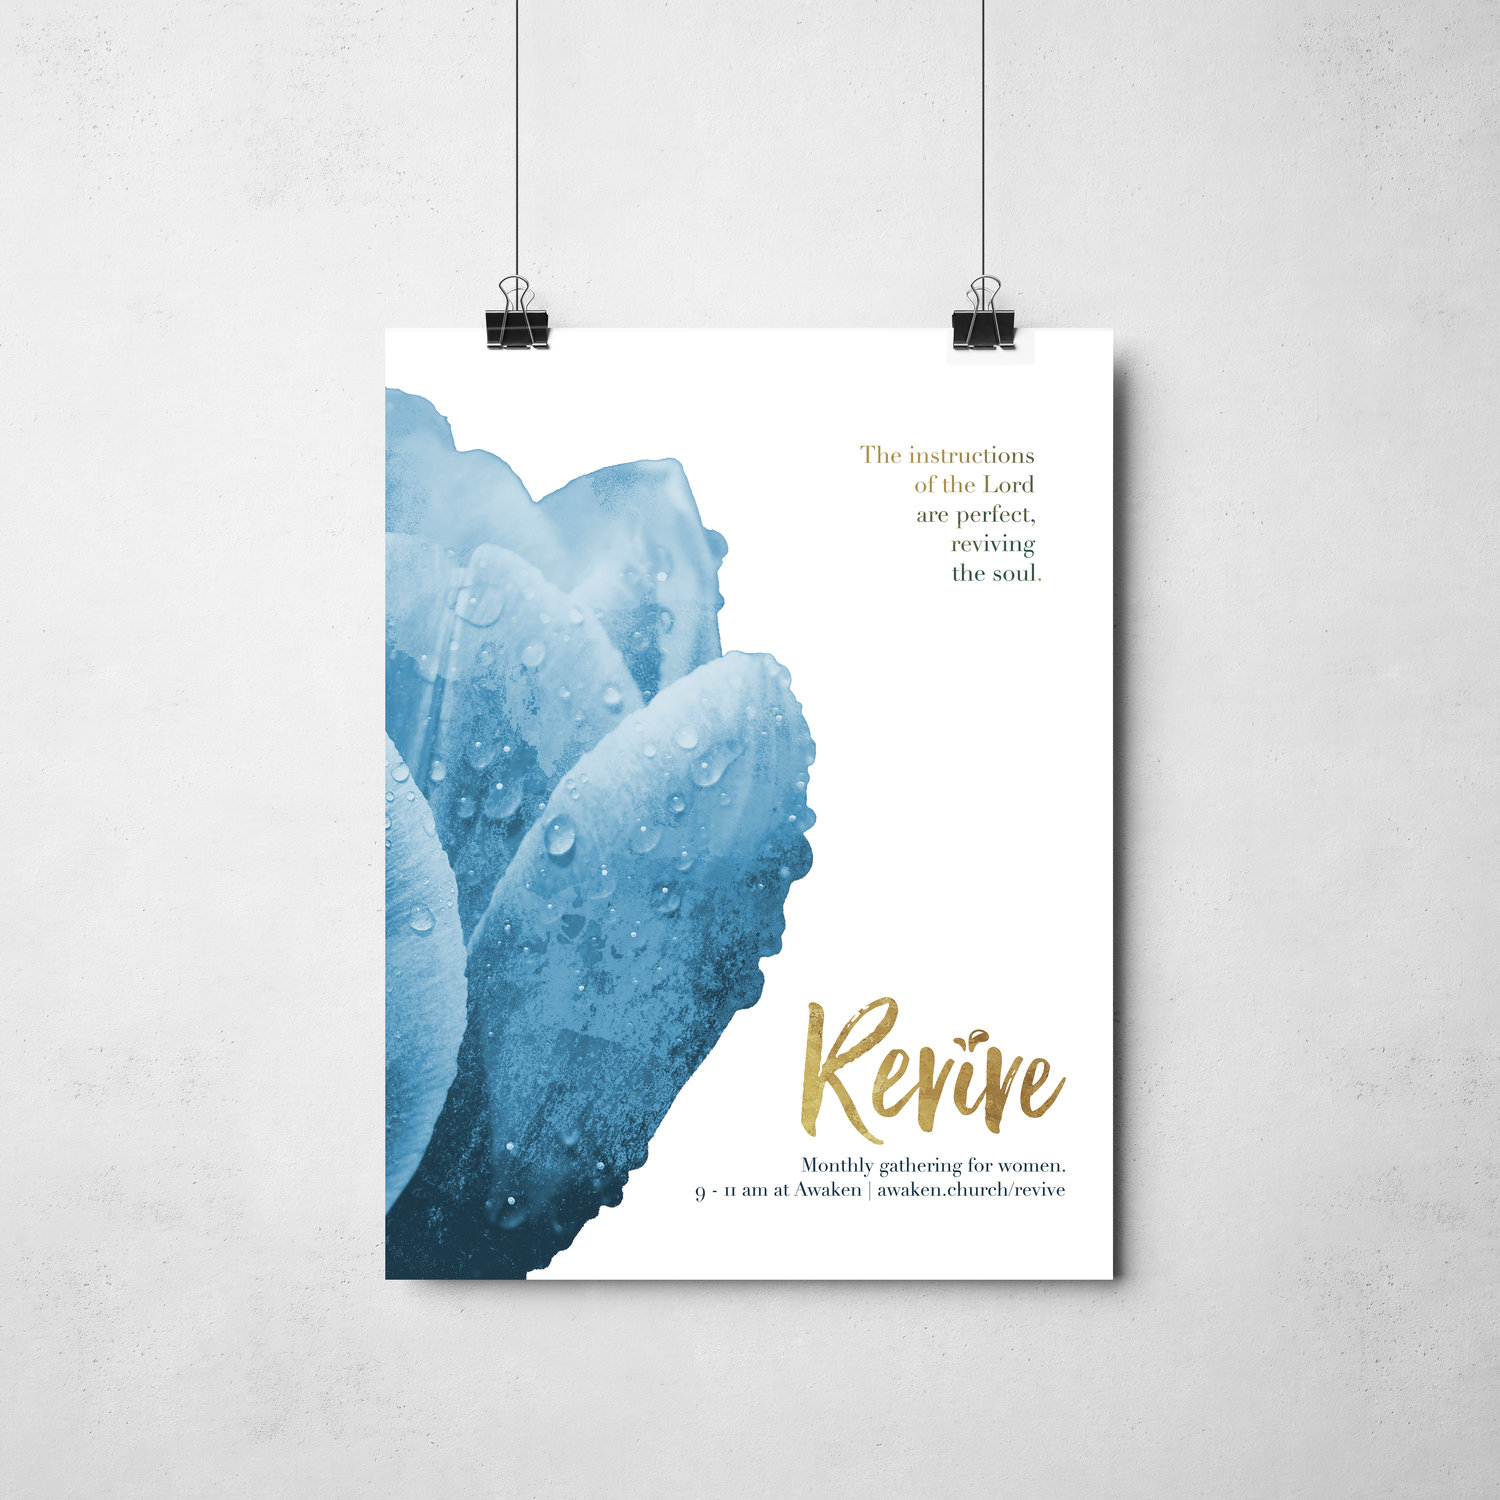 The instructions
of the Lord
are perfect,
reviving
the soul.
Revive
Monthly gathering for women.
9 - 11 am at Awaken | awaken.church/revive